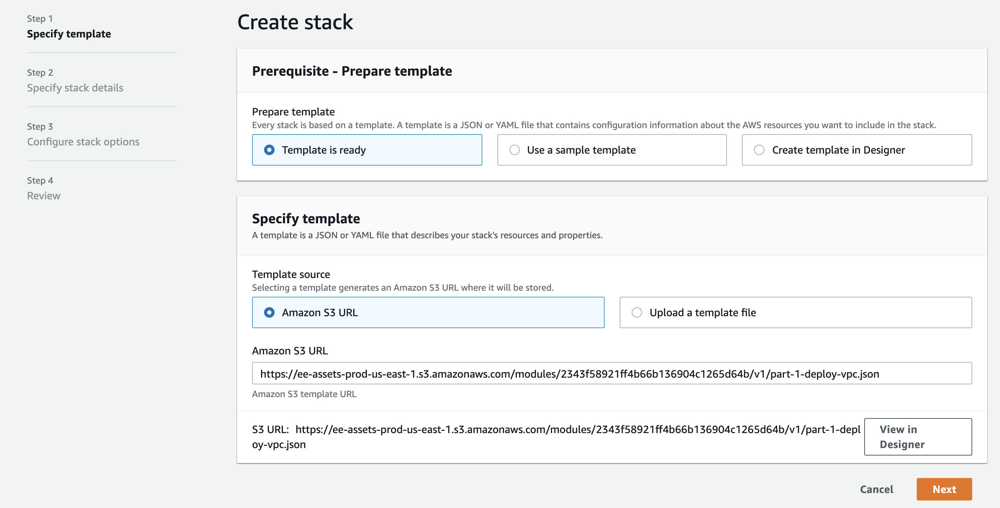 Step 1
Specify template
Step 2
Specify stack details
Step 3
Configure stack options
Step 4
Review
Create stack
Prerequisite - Prepare template
Prepare template
Every stack is based on a template. A template is a JSON or YAML file that contains configuration information about the AWS resources you want to include in the stack.
Template is ready
Use a sample template
Create template in Designer
Specify template
A template is a JSON or YAML file that describes your stack's resources and properties.
Template source
Selecting a template generates an Amazon S3 URL where it will be stored.
Amazon S3 URL
Upload a template file
Amazon S3 URL
https://ee-assets-prod-us-east-1.s3.amazonaws.com/modules/2343f58921ff4b66b136904c1265d64b/v1/part-1-deploy-vpc.json
Amazon S3 template URL
S3 URL: https://ee-assets-prod-us-east-1.s3.amazonaws.com/modules/2343f58921ff4b66b136904c1265d64b/v1/part-1-depl
oy-vpc.json
View in
Designer
Cancel
Next